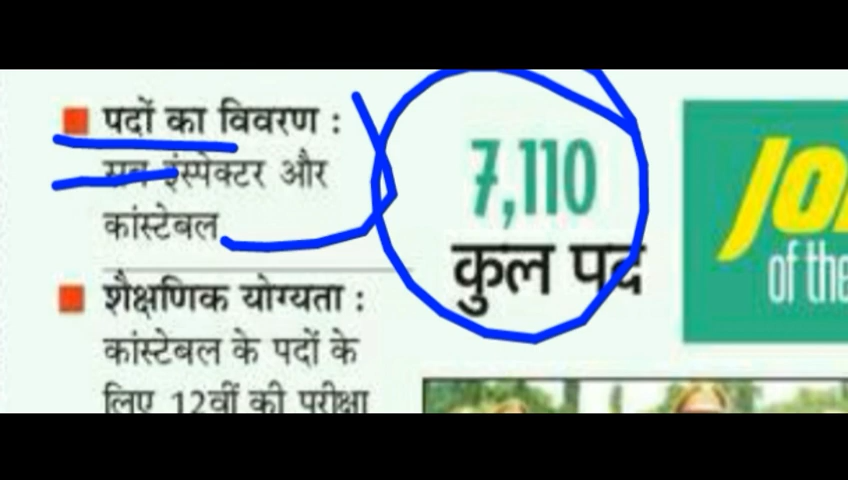 पदों का विवरण :
सब इंस्पेक्टर और
कांस्टेबल
7,110
कुल पद
शैक्षणिक योग्यता :
कांस्टेबल के पदों के
लिए 12वीं की परीक्षा
of the